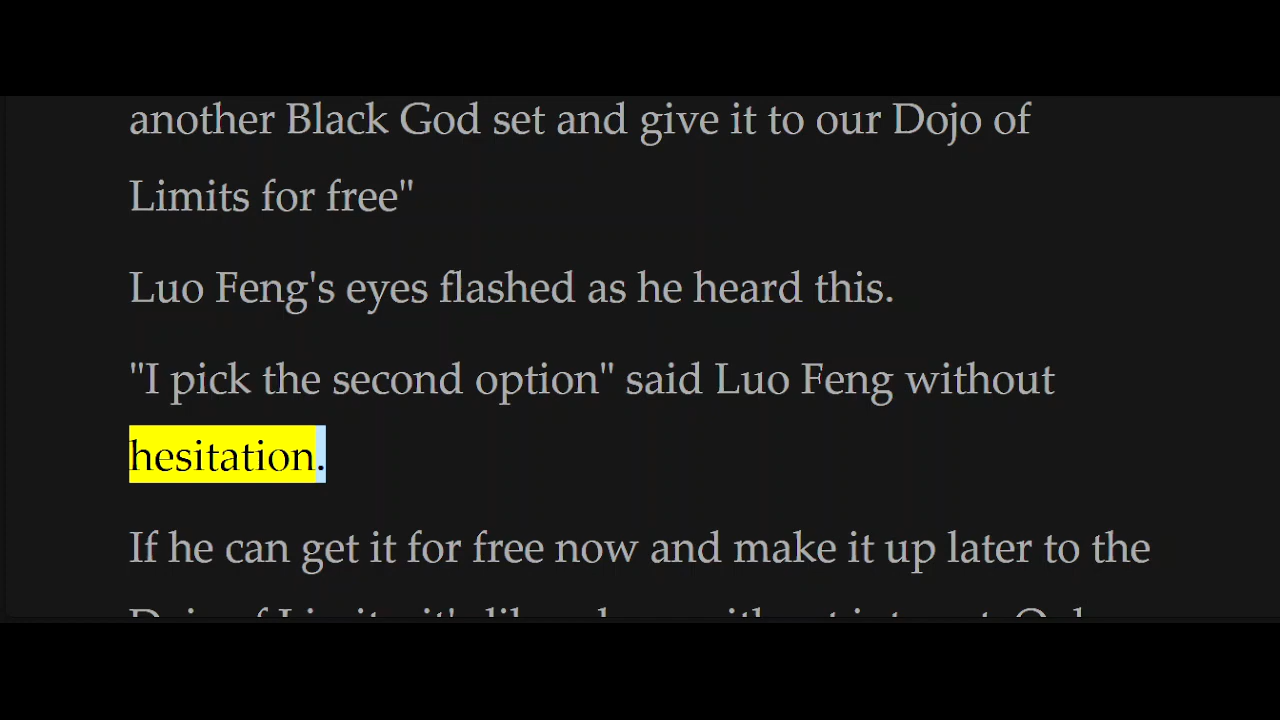 another Black God set and give it to our Dojo of
Limits for free"
Luo Feng's eyes flashed as he heard this.
"I pick the second option" said Luo Feng without
hesitation.
If he can get it for free now and make it up later to the